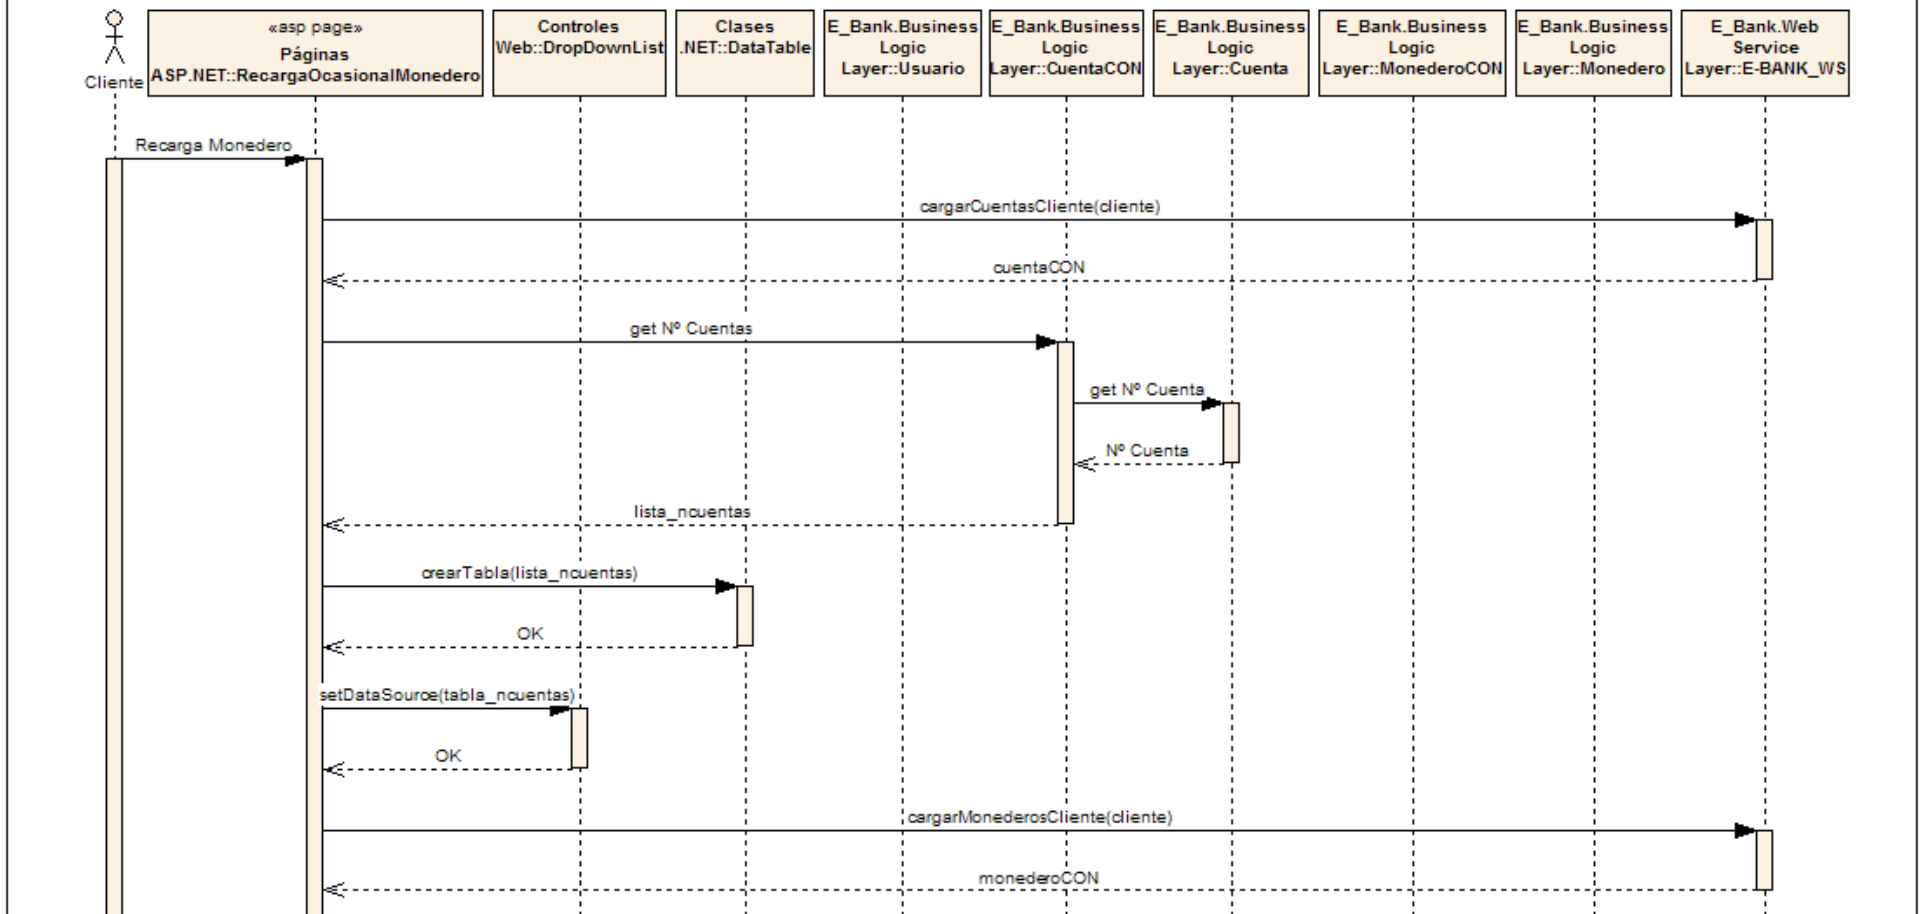 Cliente
«asp page»
Páginas
ASP.NET::RecargaOcasionalMonedero
Controles
Web::DropDownList
Clases
.NET::DataTable
E_Bank.Business
Logic
Layer::Usuario
E_Bank.Business
Logic
Layer::CuentaCON
E_Bank.Business
Logic
Layer::Cuenta
E_Bank.Business
Logic
Layer::MonederoCON
E_Bank.Business
Logic
Layer::Monedero
E_Bank.Web
Service
Layer::E-BANK_WS
Recarga Monedero
cargarCuentasCliente(cliente)
cuentaCON
get Nº Cuentas
get Nº Cuenta
Nº Cuenta
lista_ncuentas
crearTabla(lista_ncuentas)
OK
setDataSource(tabla_ncuentas)
OK
cargarMonederosCliente(cliente)
monederoCON